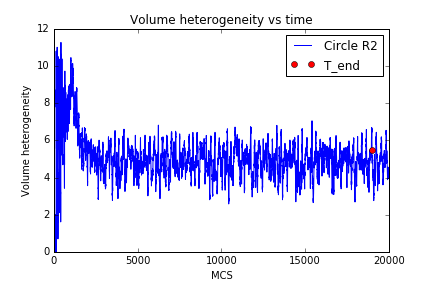 Volume heterogeneity vs time
12
10
8
6
4
2
0
Volume heterogeneity
Circle R2
T_end
0 5000 10000 15000 20000
MCS